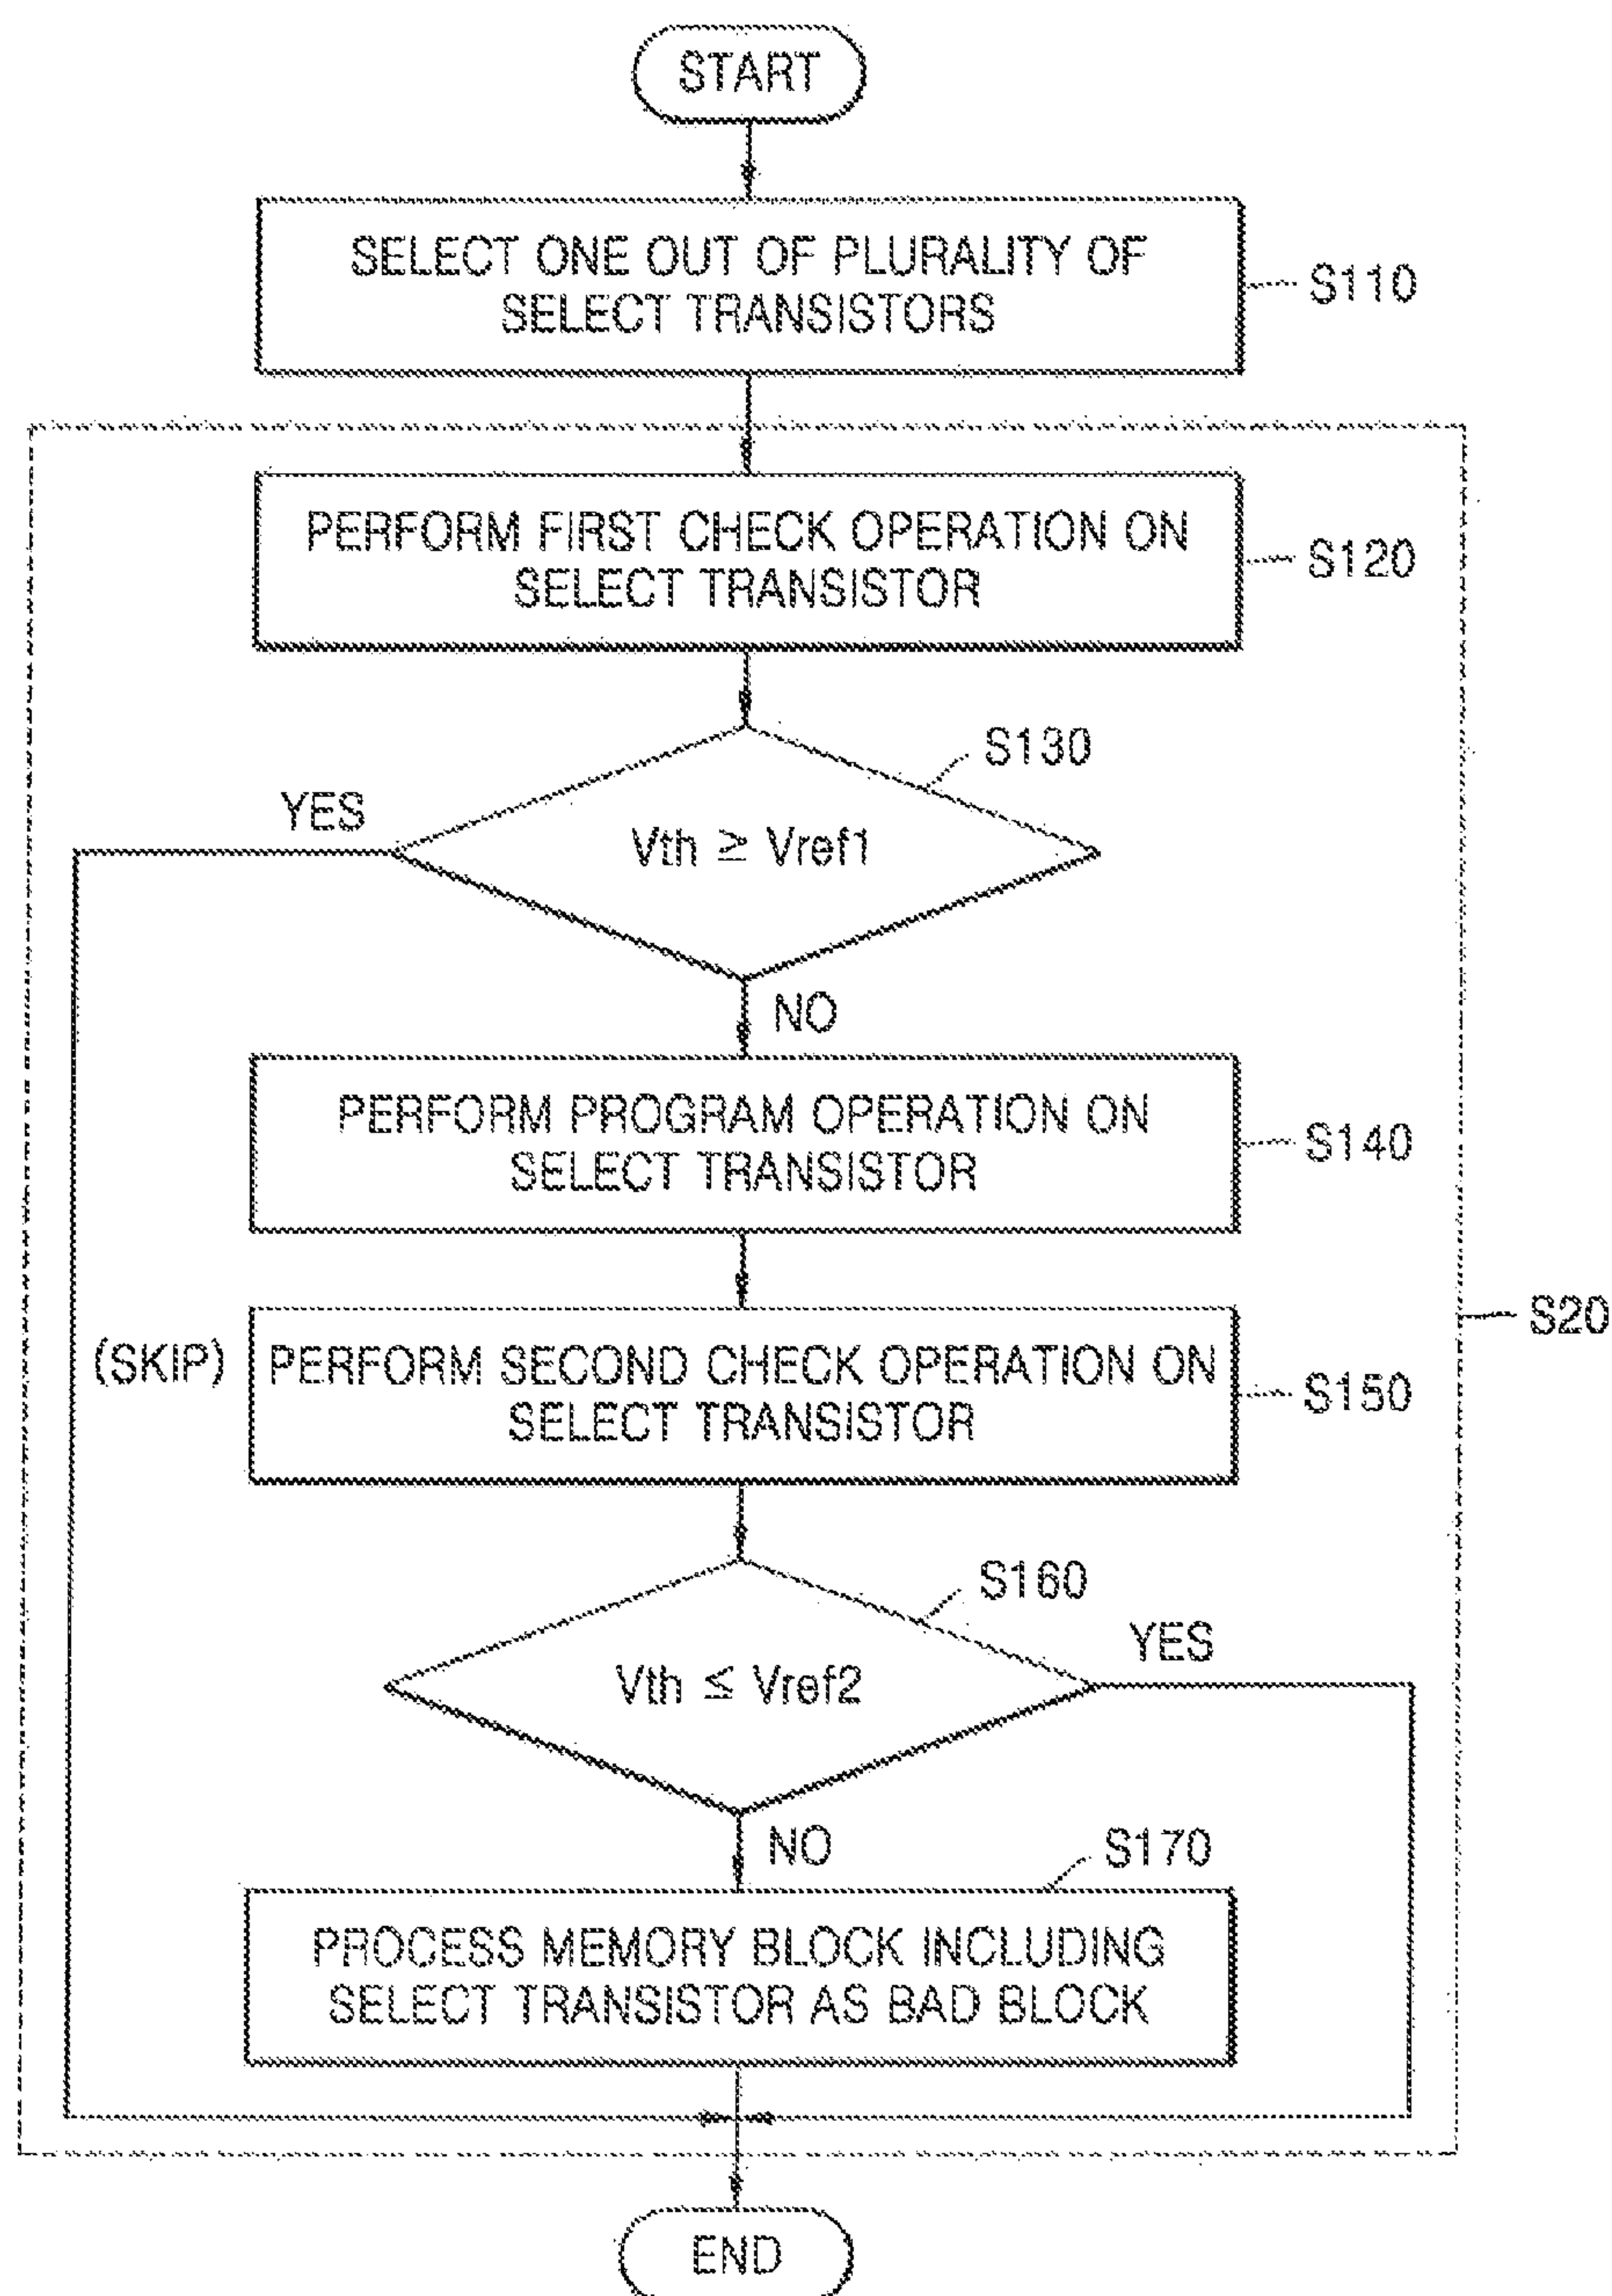 START
SELECT ONE OUT OF PLURALITY OF
SELECT TRANSISTORS
S110
PERFORM FIRST CHECK OPERATION ON
SELECT TRANSISTOR
S120
S130
YES
Vth ≥ Vref1
NO
PERFORM PROGRAM OPERATION ON
SELECT TRANSISTOR
S140
S20
(SKIP)
PERFORM SECOND CHECK OPERATION ON
SELECT TRANSISTOR
S150
S160
YES
Vth ≤ Vref2
NO
S170
PROCESS MEMORY BLOCK INCLUDING
SELECT TRANSISTOR AS BAD BLOCK
END